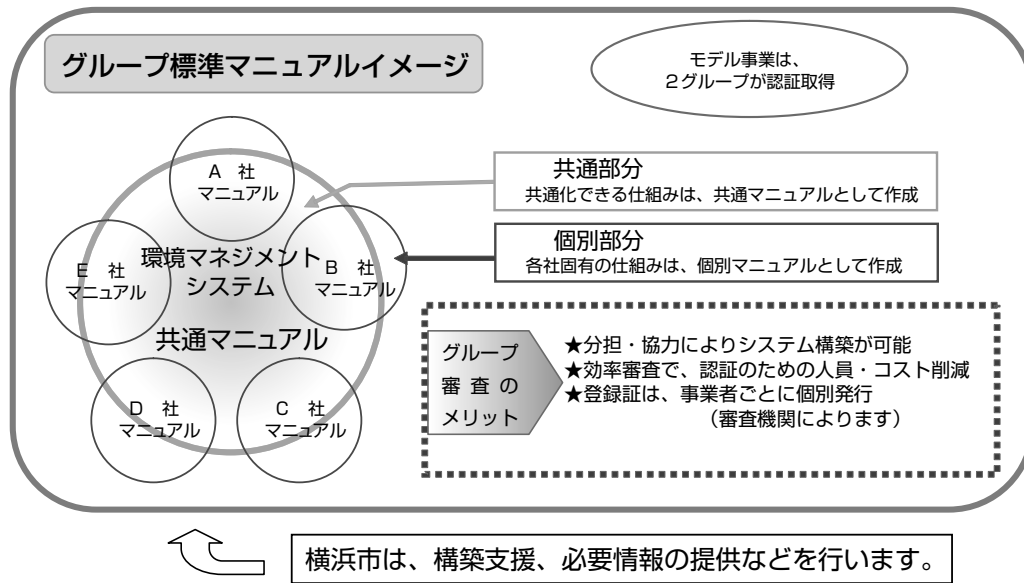 グループ標準マニュアルイメージ
モデル事業は、
２グループが認証取得
A　社
マニュアル
B　社
マニュアル
E　社
マニュアル
環境マネジメント
システム
共通マニュアル
D　社
マニュアル
C　社
マニュアル
共通部分
共通化できる仕組みは、共通マニュアルとして作成
個別部分
各社固有の仕組みは、個別マニュアルとして作成
グループ
審査の
メリット
★分担・協力によりシステム構築が可能
★効率審査で、認証のための人員・コスト削減
★登録証は、事業者ごとに個別発行
（審査機関によります）
横浜市は、構築支援、必要情報の提供などを行います。